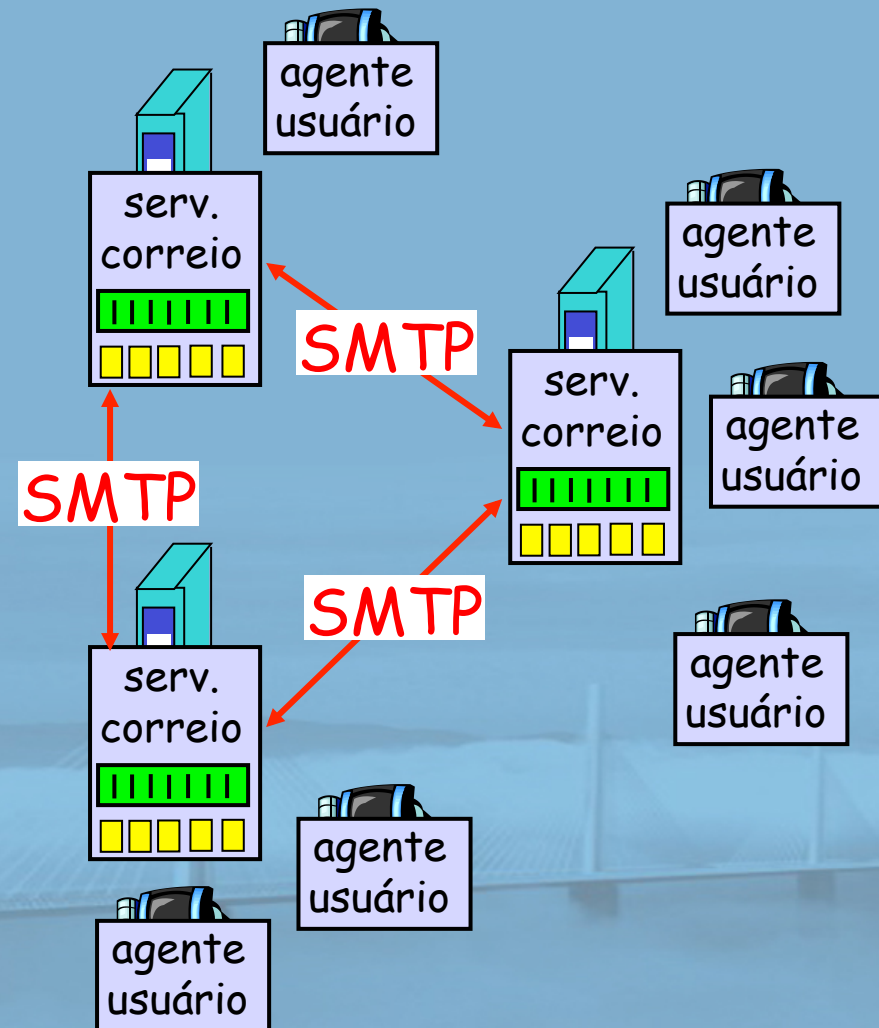 agente
usuário
serv.
correio
agente
usuário
SMTP
serv.
correio
agente
usuário
SMTP
SMTP
agente
usuário
serv.
correio
agente
usuário
agente
usuário